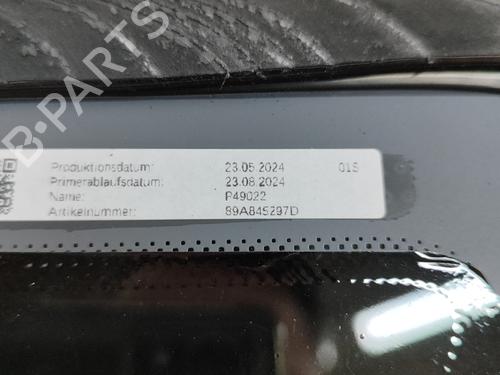 Produktionsdatum: 23.05.2024 01S
Primerablaufsdatum: 23.08.2024
Name: P49022
Artikelnummer: 89A845297D
B-PARTS